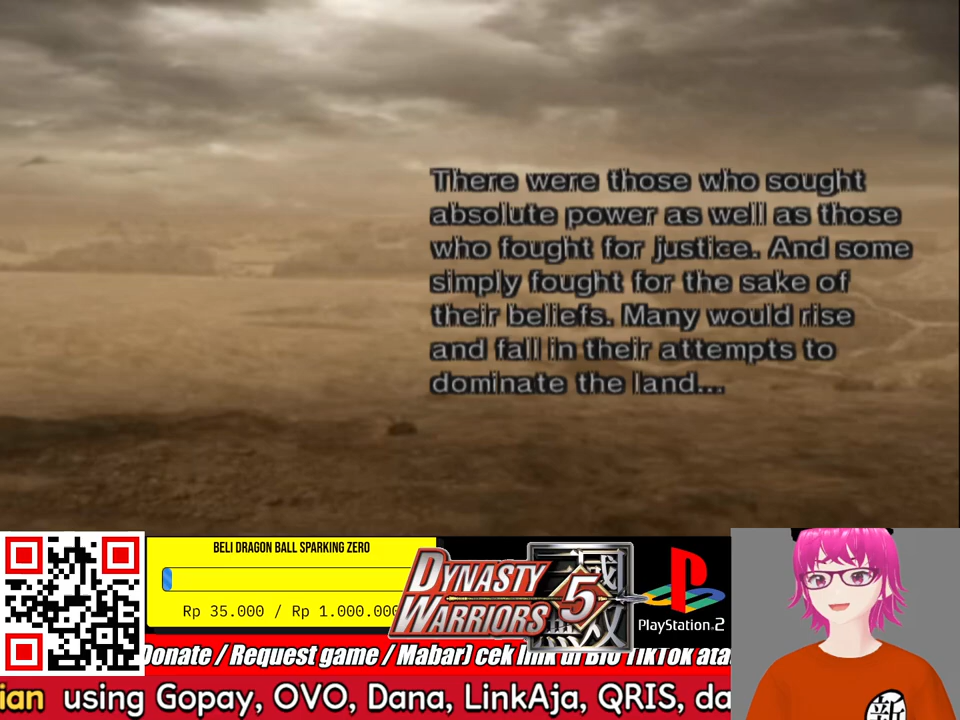 There were those who sought
absolute power as well as those
who fought for justice. And some
simply fought for the sake of
their beliefs. Many would rise
and fall in their attempts to
dominate the land...
BELI DRAGON BALL SPARKING ZERO
Rp 35.000 / Rp 1.000.000
DYNASTY
WARRIORS 5
PlayStation 2
Donate / Request game / Mabar) cek link di Bio TikTok ata
ian using Gopay, OVO, Dana, LinkAja, QRIS, da
新